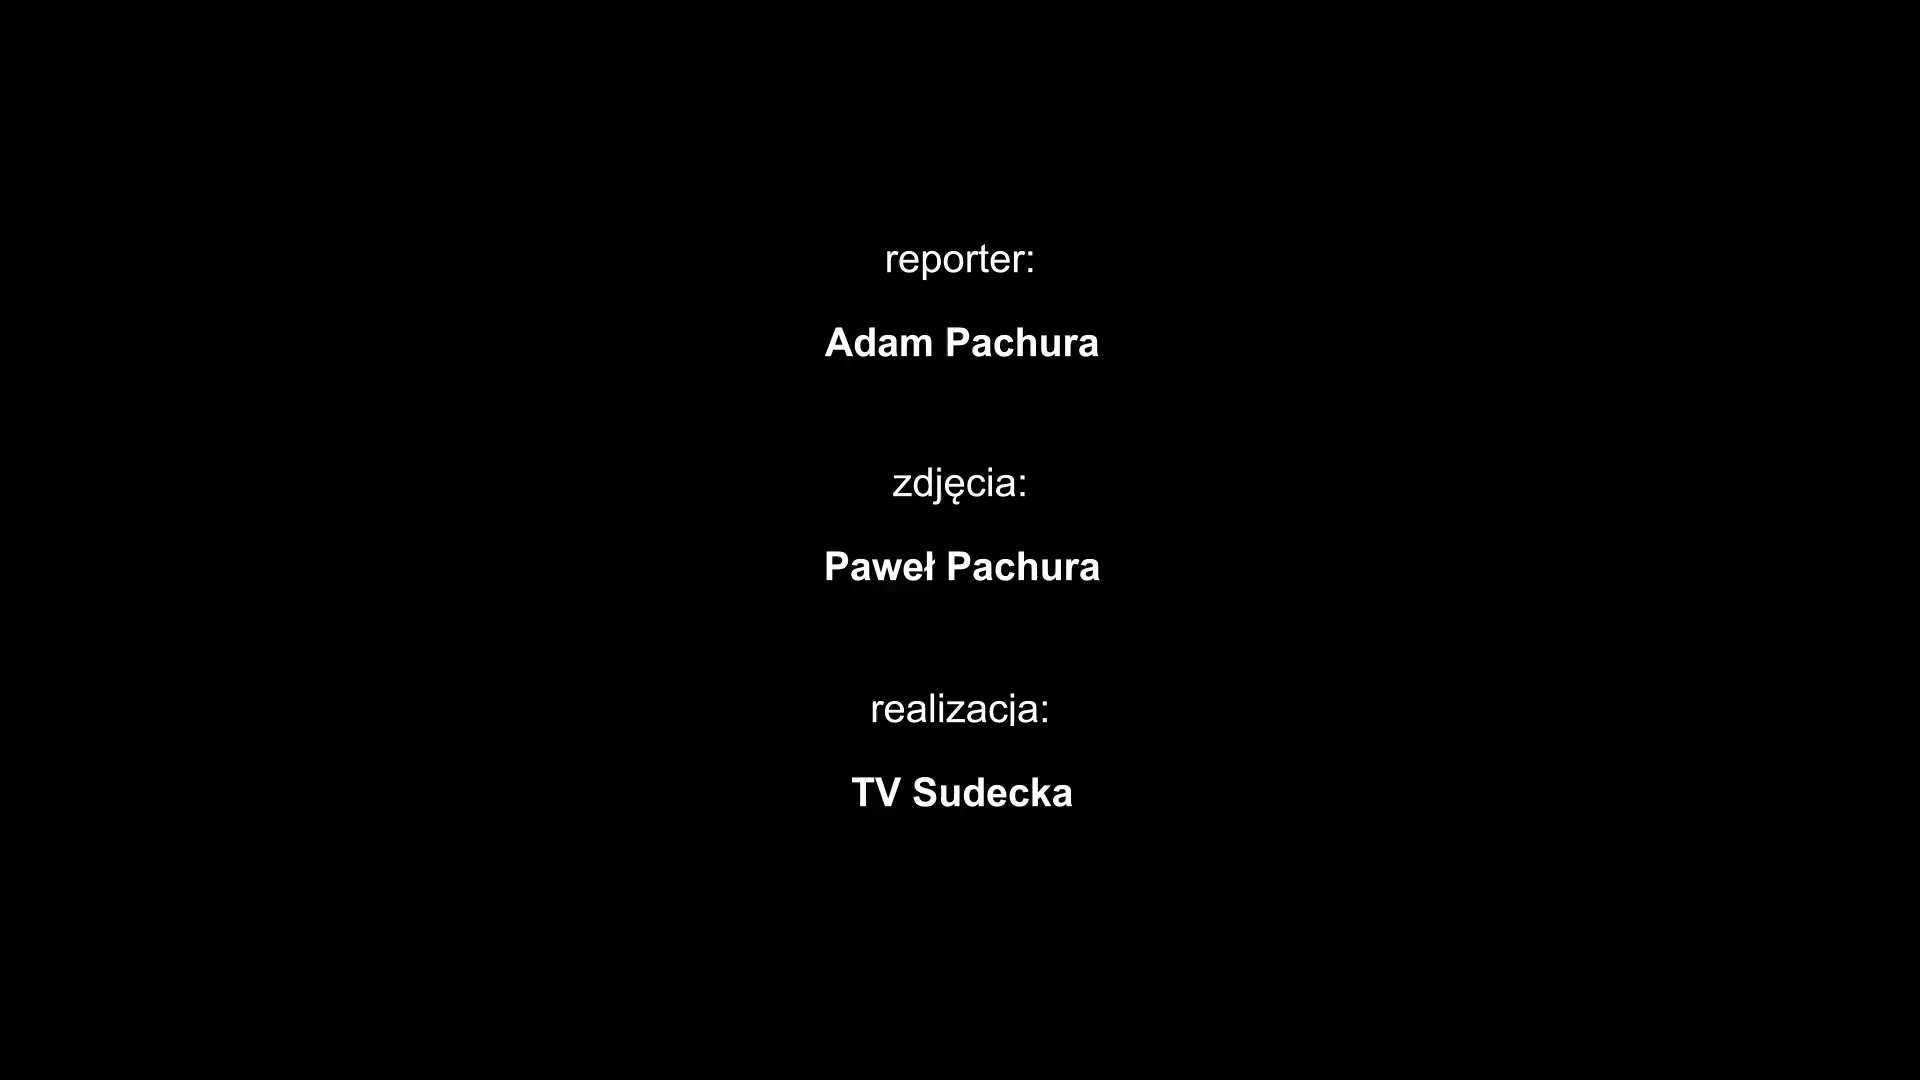 reporter:
Adam Pachura
zdjęcia:
Paweł Pachura
realizacja:
TV Sudecka